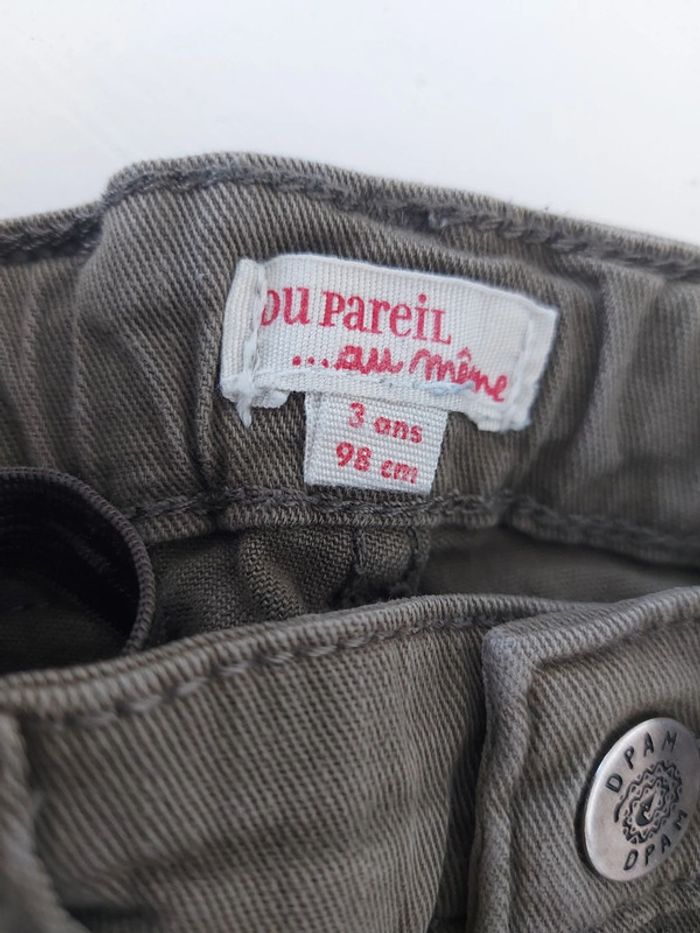 DU PAREIL
...au même
3 ans
98 cm
DPAM
DPAM